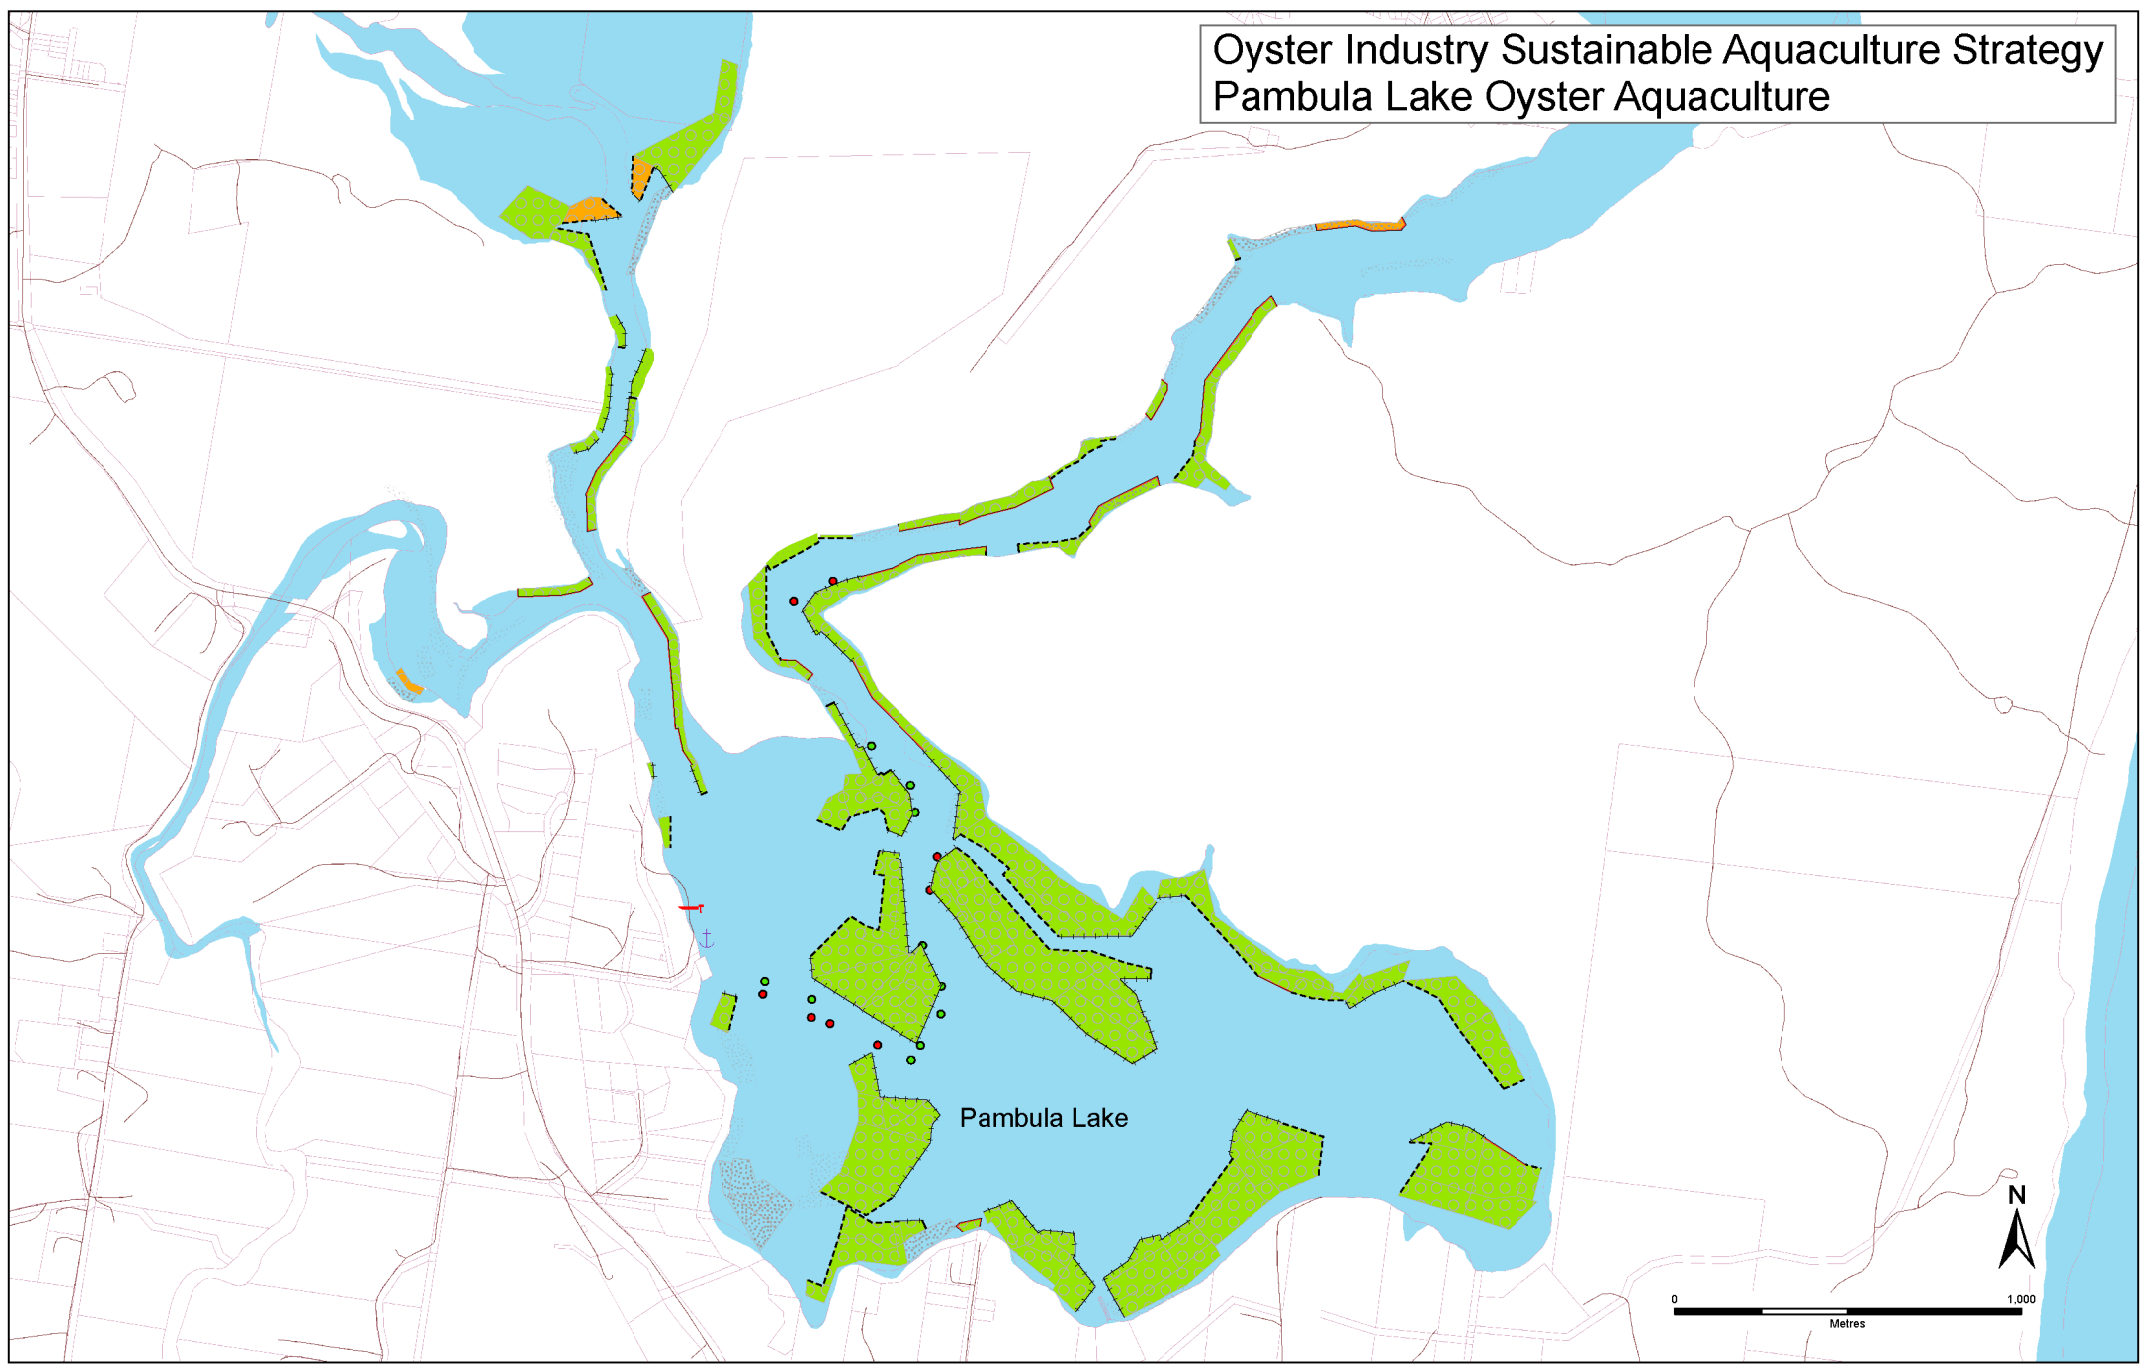 Oyster Industry Sustainable Aquaculture Strategy
Pambula Lake Oyster Aquaculture
Pambula Lake
N
0 1,000
Metres